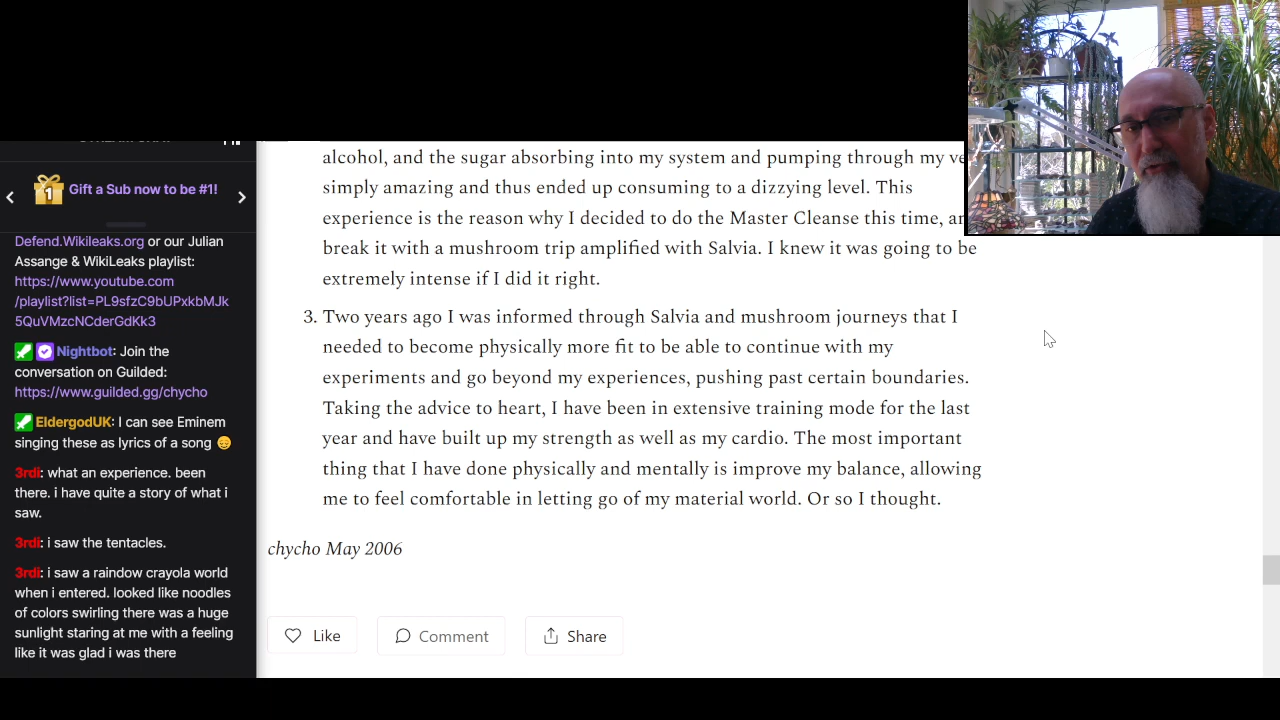 Gift a Sub now to be #1!
Defend.Wikileaks.org or our Julian
Assange & WikiLeaks playlist:
https://www.youtube.com
/playlist?list=PL9sfzC9bUPxkbMJk
5QuVMzcNCderGdKk3
Nightbot: Join the
conversation on Guilded:
https://www.guilded.gg/chycho
EldergodUK: I can see Eminem
singing these as lyrics of a song 😏
3rdi: what an experience. been
there. i have quite a story of what i
saw.
3rdi: i saw the tentacles.
3rdi: i saw a raindow crayola world
when i entered. looked like noodles
of colors swirling there was a huge
sunlight staring at me with a feeling
like it was glad i was there
alcohol, and the sugar absorbing into my system and pumping through my
simply amazing and thus ended up consuming to a dizzying level. This
experience is the reason why I decided to do the Master Cleanse this time,
break it with a mushroom trip amplified with Salvia. I knew it was going to be
extremely intense if I did it right.
3. Two years ago I was informed through Salvia and mushroom journeys that I
needed to become physically more fit to be able to continue with my
experiments and go beyond my experiences, pushing past certain boundaries.
Taking the advice to heart, I have been in extensive training mode for the last
year and have built up my strength as well as my cardio. The most important
thing that I have done physically and mentally is improve my balance, allowing
me to feel comfortable in letting go of my material world. Or so I thought.
chycho May 2006
Like
Comment
Share